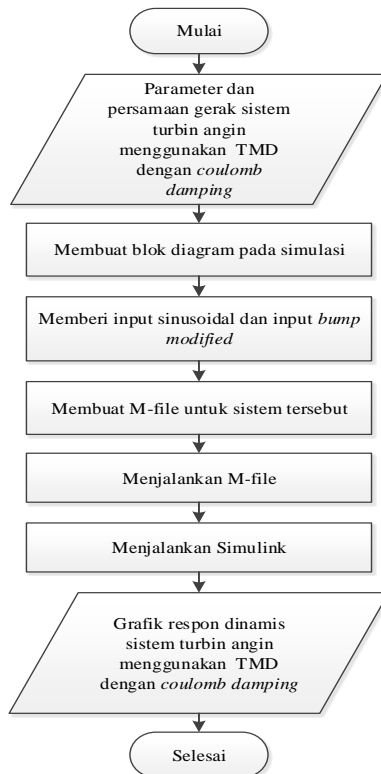 Mulai
Parameter dan
persamaan gerak sistem
turbin angin
menggunakan TMD
dengan coulomb
damping
Membuat blok diagram pada simulasi
Memberi input sinusoidal dan input bump
modified
Membuat M-file untuk sistem tersebut
Menjalankan M-file
Menjalankan Simulink
Grafik respon dinamis
sistem turbin angin
menggunakan TMD
dengan coulomb damping
Selesai